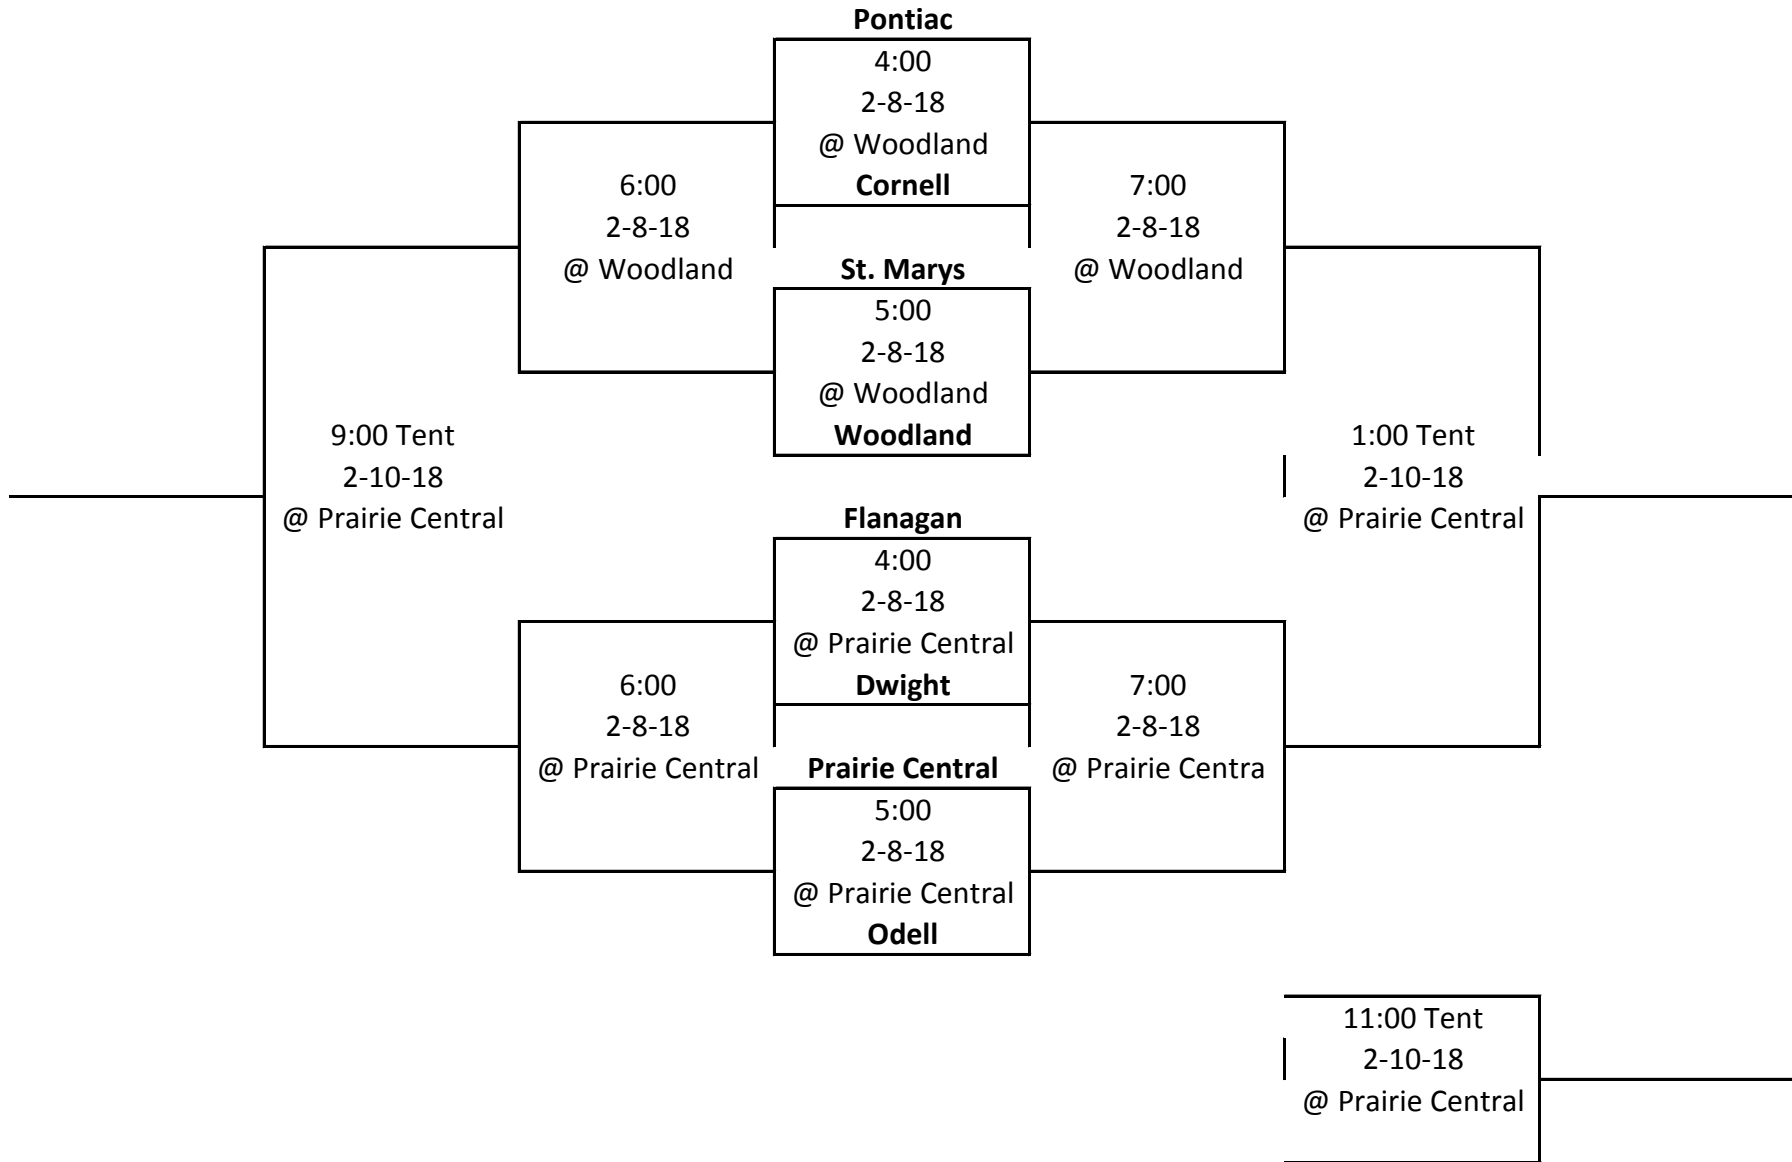 Pontiac
4:00
2-8-18
@ Woodland
Cornell
6:00
2-8-18
@ Woodland
7:00
2-8-18
@ Woodland
St. Marys
5:00
2-8-18
@ Woodland
Woodland
9:00 Tent
2-10-18
@ Prairie Central
1:00 Tent
2-10-18
@ Prairie Central
Flanagan
4:00
2-8-18
@ Prairie Central
Dwight
6:00
2-8-18
@ Prairie Central
7:00
2-8-18
@ Prairie Centra
Prairie Central
5:00
2-8-18
@ Prairie Central
Odell
11:00 Tent
2-10-18
@ Prairie Central